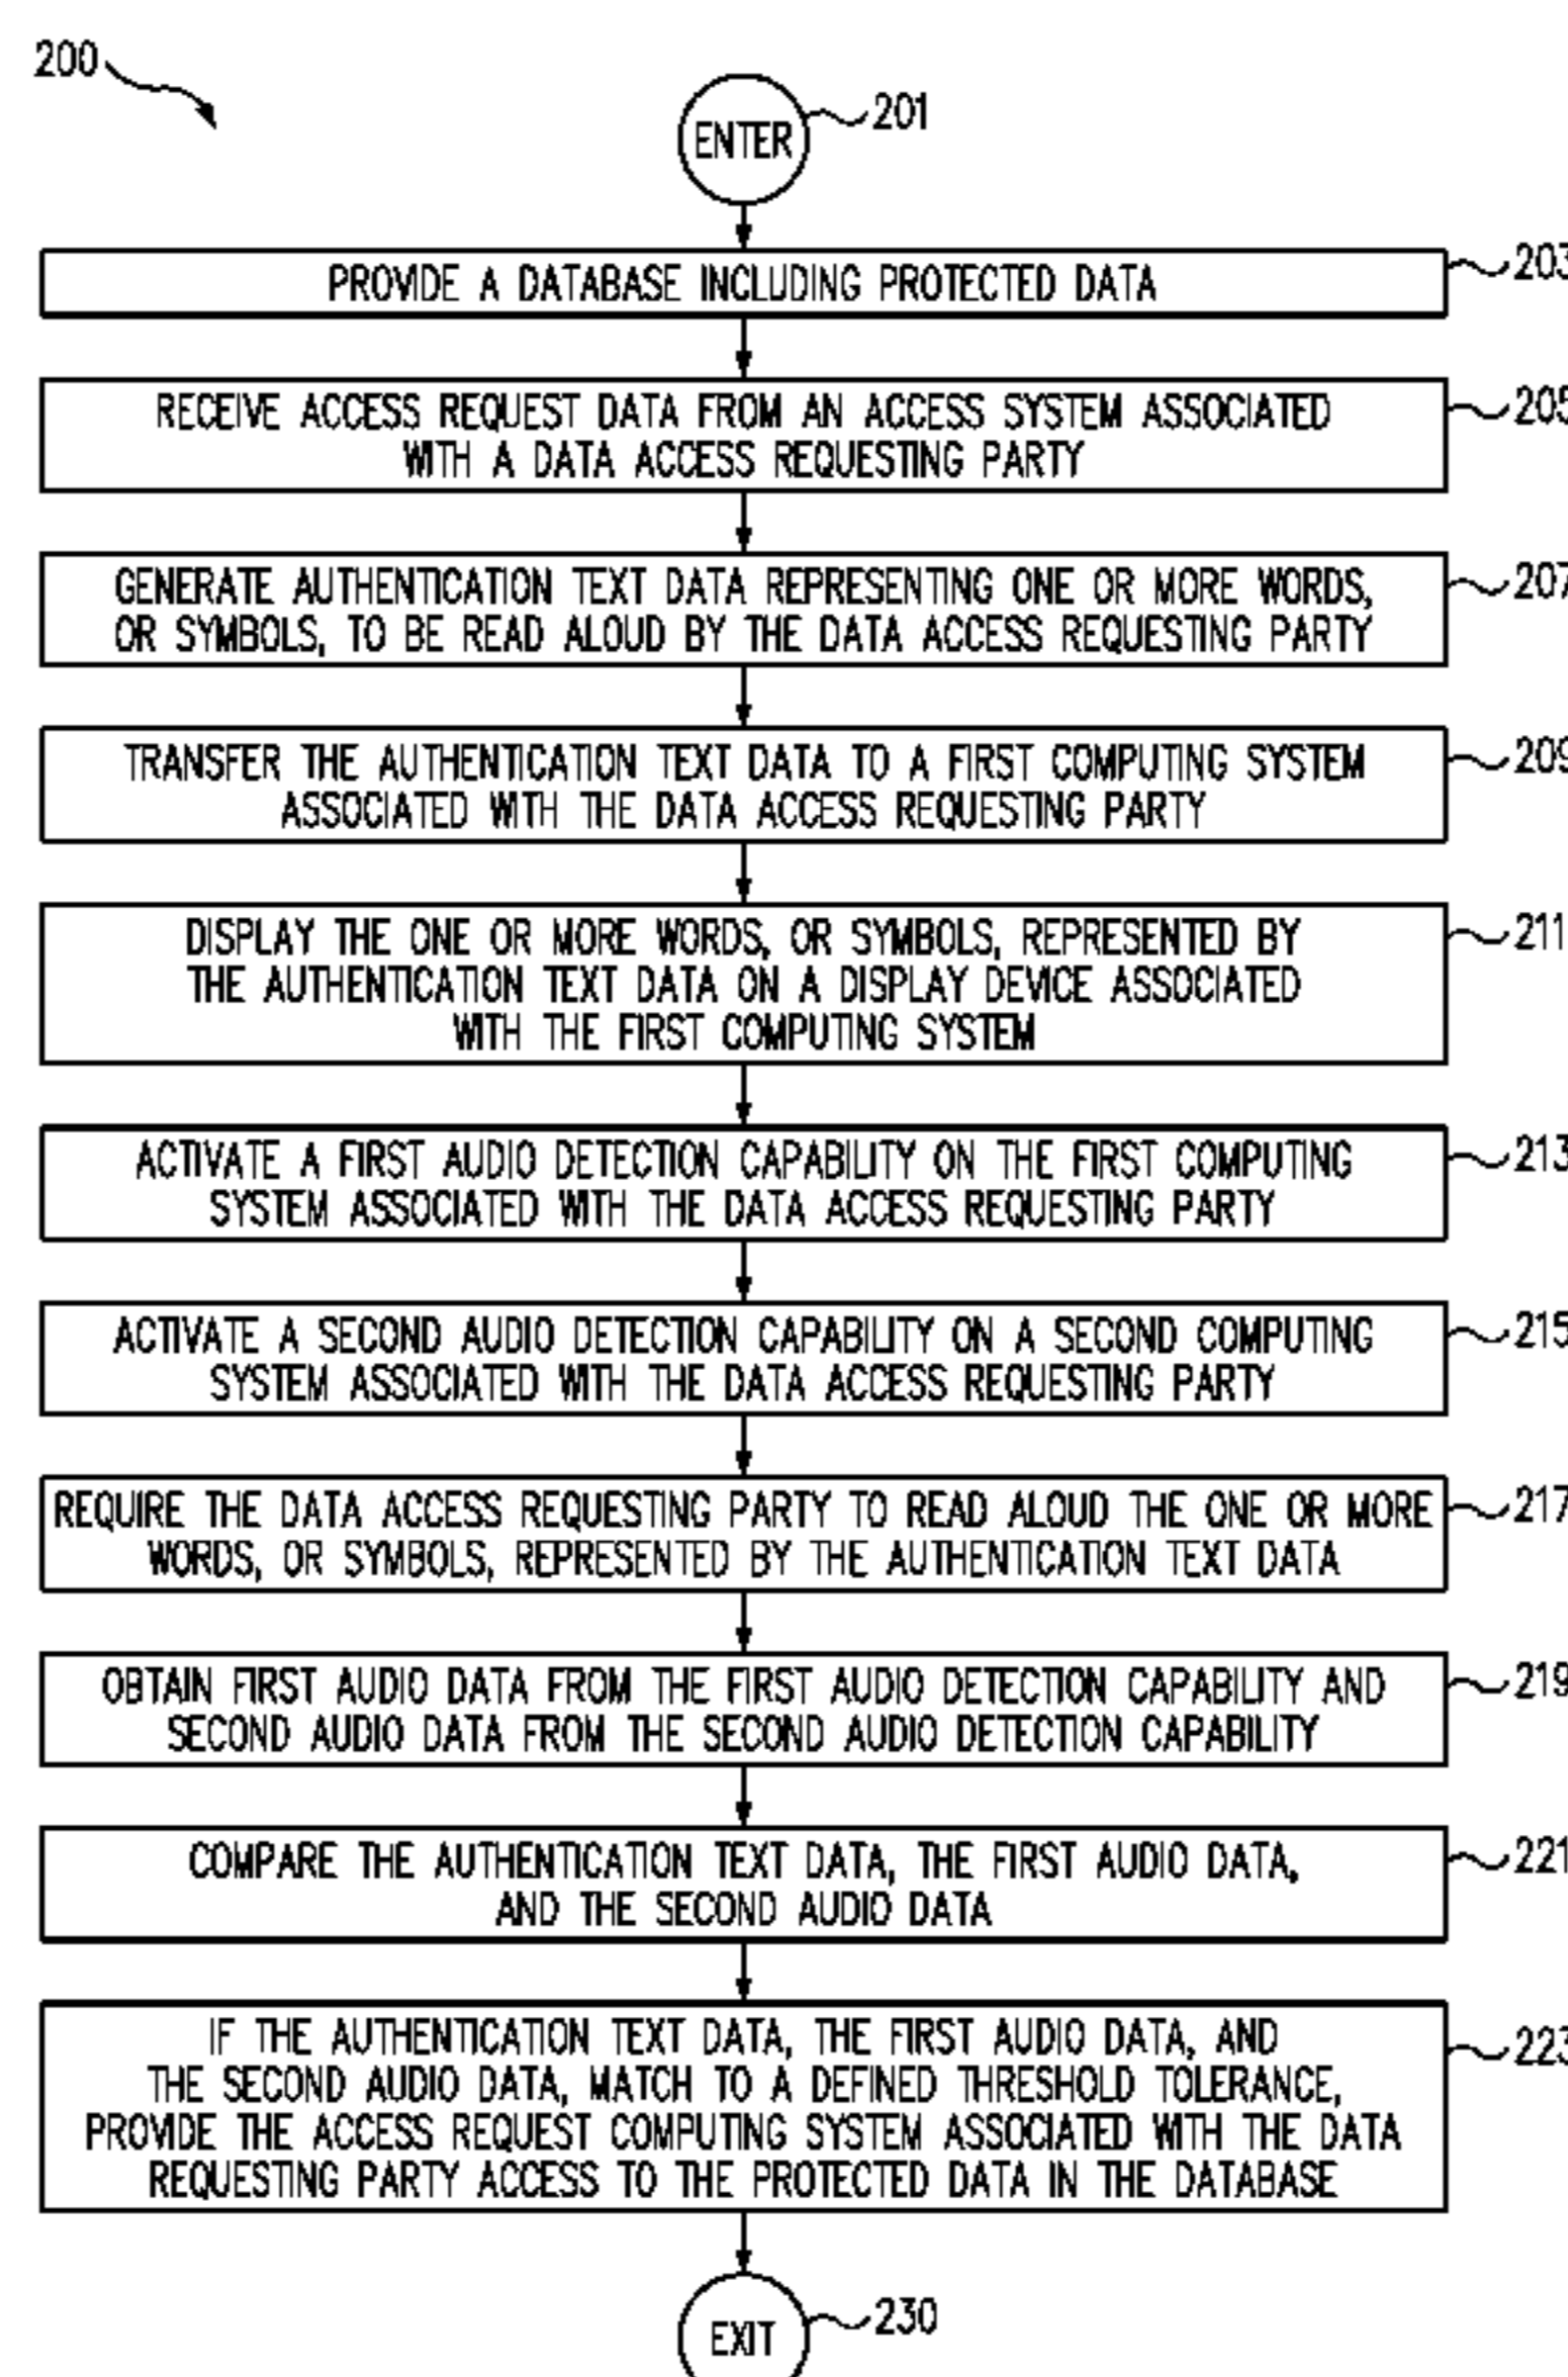 200
ENTER
201
PROVIDE A DATABASE INCLUDING PROTECTED DATA
203
RECEIVE ACCESS REQUEST DATA FROM AN ACCESS SYSTEM ASSOCIATED
WITH A DATA ACCESS REQUESTING PARTY
205
GENERATE AUTHENTICATION TEXT DATA REPRESENTING ONE OR MORE WORDS,
OR SYMBOLS, TO BE READ ALOUD BY THE DATA ACCESS REQUESTING PARTY
207
TRANSFER THE AUTHENTICATION TEXT DATA TO A FIRST COMPUTING SYSTEM
ASSOCIATED WITH THE DATA ACCESS REQUESTING PARTY
209
DISPLAY THE ONE OR MORE WORDS, OR SYMBOLS, REPRESENTED BY
THE AUTHENTICATION TEXT DATA ON A DISPLAY DEVICE ASSOCIATED
WITH THE FIRST COMPUTING SYSTEM
211
ACTIVATE A FIRST AUDIO DETECTION CAPABILITY ON THE FIRST COMPUTING
SYSTEM ASSOCIATED WITH THE DATA ACCESS REQUESTING PARTY
213
ACTIVATE A SECOND AUDIO DETECTION CAPABILITY ON A SECOND COMPUTING
SYSTEM ASSOCIATED WITH THE DATA ACCESS REQUESTING PARTY
215
REQUIRE THE DATA ACCESS REQUESTING PARTY TO READ ALOUD THE ONE OR MORE
WORDS, OR SYMBOLS, REPRESENTED BY THE AUTHENTICATION TEXT DATA
217
OBTAIN FIRST AUDIO DATA FROM THE FIRST AUDIO DETECTION CAPABILITY AND
SECOND AUDIO DATA FROM THE SECOND AUDIO DETECTION CAPABILITY
219
COMPARE THE AUTHENTICATION TEXT DATA, THE FIRST AUDIO DATA,
AND THE SECOND AUDIO DATA
221
IF THE AUTHENTICATION TEXT DATA, THE FIRST AUDIO DATA, AND
THE SECOND AUDIO DATA, MATCH TO A DEFINED THRESHOLD TOLERANCE,
PROVIDE THE ACCESS REQUEST COMPUTING SYSTEM ASSOCIATED WITH THE DATA
REQUESTING PARTY ACCESS TO THE PROTECTED DATA IN THE DATABASE
223
EXIT
230